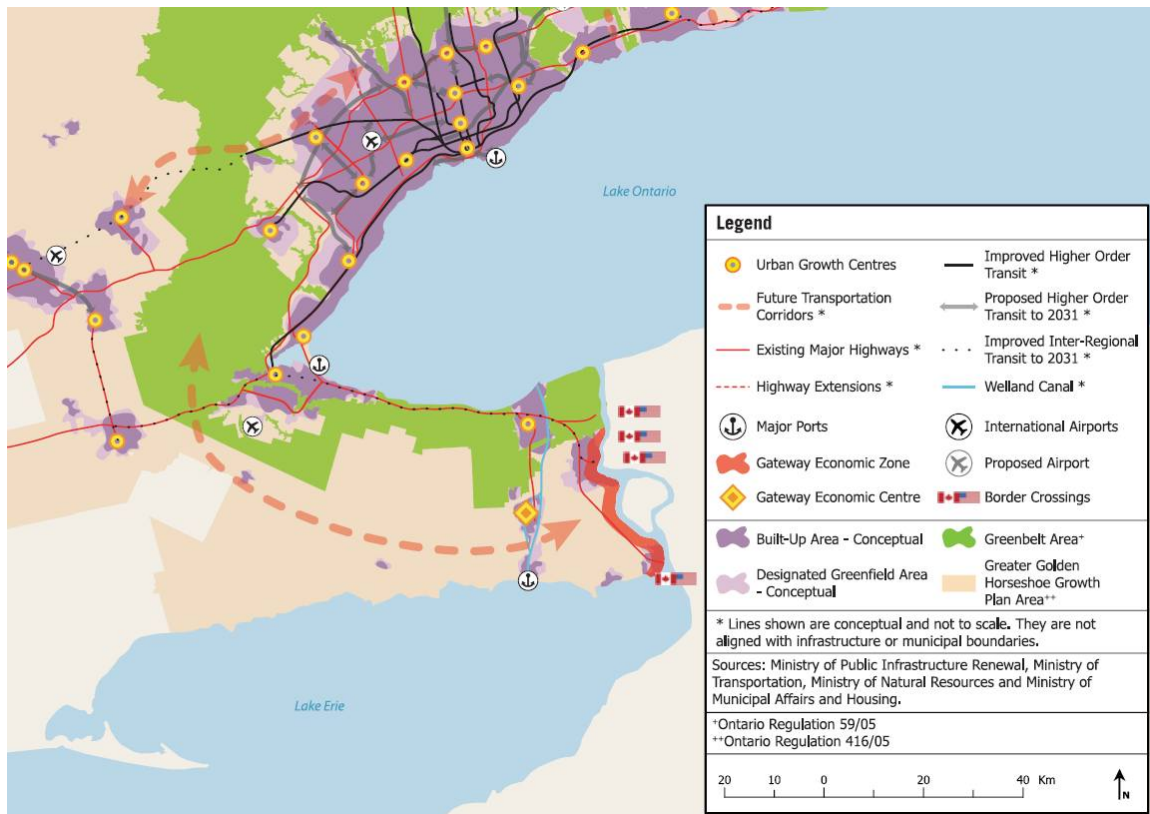 Lake Ontario
Lake Erie
Legend
Urban Growth Centres
Improved Higher Order
Transit *
Future Transportation
Corridors *
Proposed Higher Order
Transit to 2031 *
Existing Major Highways *
Improved Inter-Regional
Transit to 2031 *
Highway Extensions *
Welland Canal *
Major Ports
International Airports
Gateway Economic Zone
Proposed Airport
Gateway Economic Centre
Border Crossings
Built-Up Area - Conceptual
Greenbelt Area+
Designated Greenfield Area
- Conceptual
Greater Golden
Horseshoe Growth
Plan Area++
* Lines shown are conceptual and not to scale. They are not
aligned with infrastructure or municipal boundaries.
Sources: Ministry of Public Infrastructure Renewal, Ministry of
Transportation, Ministry of Natural Resources and Ministry of
Municipal Affairs and Housing.
+Ontario Regulation 59/05
++Ontario Regulation 416/05
20 10 0 20 40 Km
N